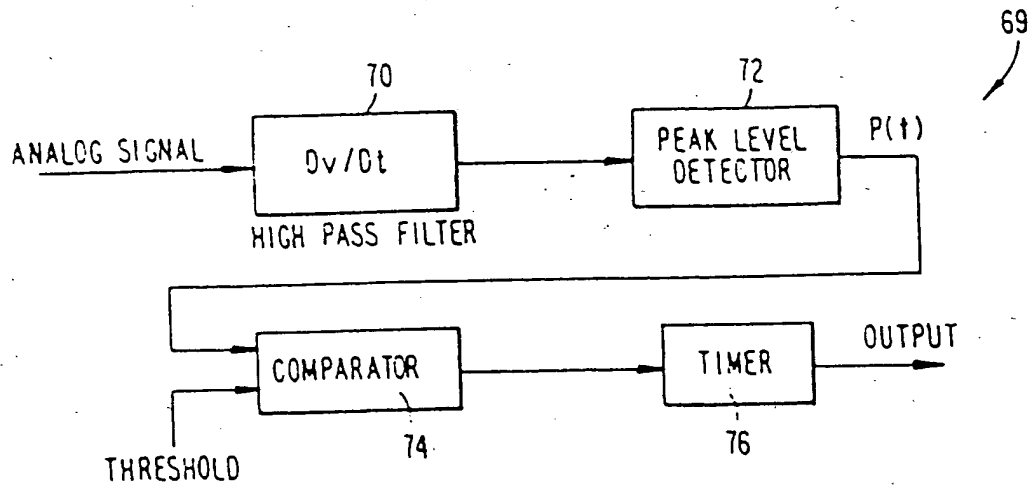 69
70
72
ANALOG SIGNAL
Dv/Dt
PEAK LEVEL
DETECTOR
P(t)
HIGH PASS FILTER
COMPARATOR
TIMER
OUTPUT
74
76
THRESHOLD